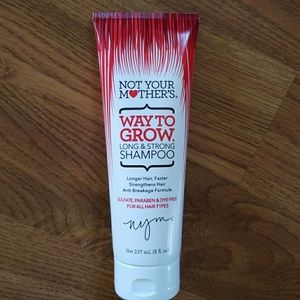 NOT YOUR
MOTHER'S.
WAY TO
GROW.
LONG & STRONG
SHAMPOO
Longer Hair, Faster
Strengthens Hair
Anti-Breakage Formula
SULFATE, PARABEN & DYE FREE!
FOR ALL HAIR TYPES
nym.
Net 237 mL (8 fl oz)